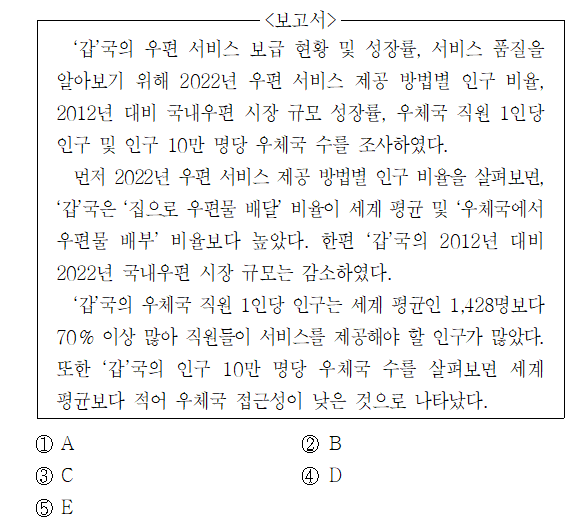 <보고서>
‘갑’국의 우편 서비스 보급 현황 및 성장률, 서비스 품질을
알아보기 위해 2022년 우편 서비스 제공 방법별 인구 비율,
2012년 대비 국내우편 시장 규모 성장률, 우체국 직원 1인당
인구 및 인구 10만 명당 우체국 수를 조사하였다.
먼저 2022년 우편 서비스 제공 방법별 인구 비율을 살펴보면,
‘갑’국은 ‘집으로 우편물 배달’ 비율이 세계 평균 및 ‘우체국에서
우편물 배부’ 비율보다 높았다. 한편 ‘갑’국의 2012년 대비
2022년 국내우편 시장 규모는 감소하였다.
‘갑’국의 우체국 직원 1인당 인구는 세계 평균인 1,428명보다
70% 이상 많아 직원들이 서비스를 제공해야 할 인구가 많았다.
또한 ‘갑’국의 인구 10만 명당 우체국 수를 살펴보면 세계
평균보다 적어 우체국 접근성이 낮은 것으로 나타났다.
① A ② B
③ C ④ D
⑤ E